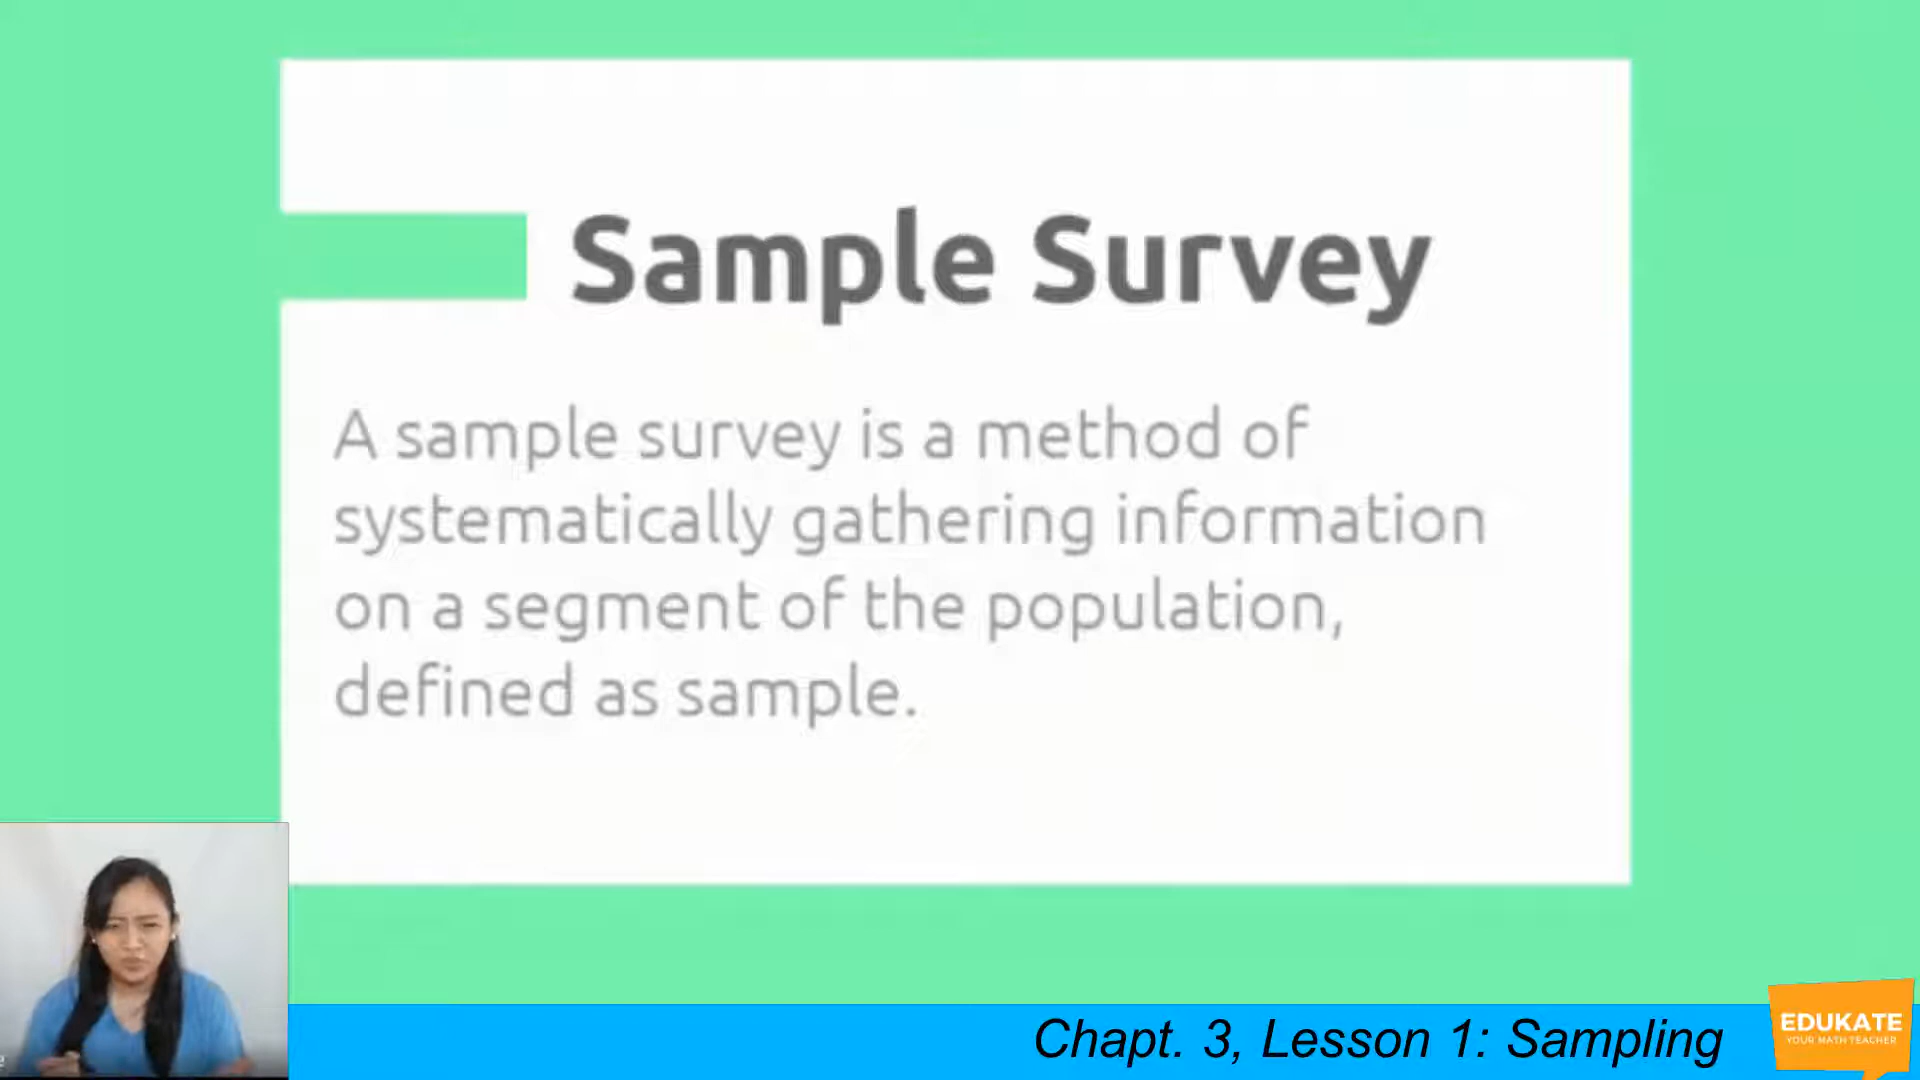 Sample Survey
A sample survey is a method of
systematically gathering information
on a segment of the population,
defined as sample.
Chapt. 3, Lesson 1: Sampling
EDUKATE
YOUR MATH TEACHER